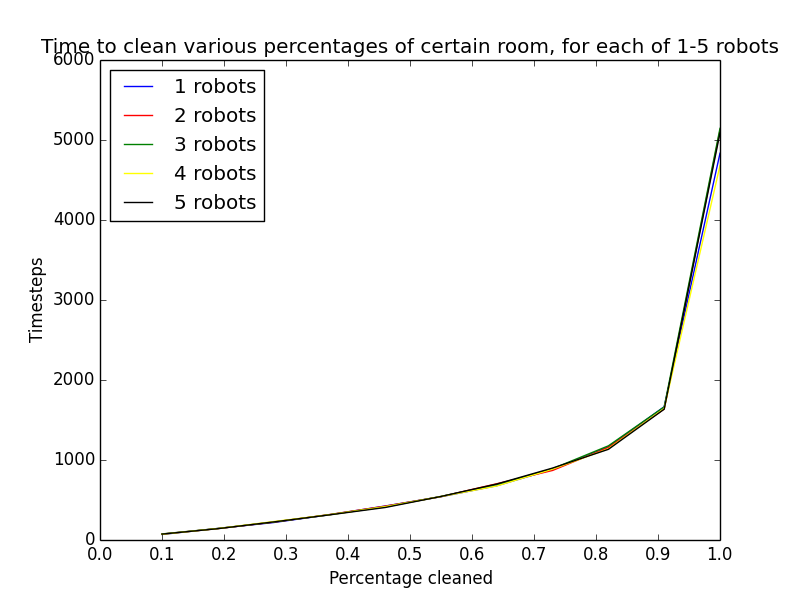 Time to clean various percentages of certain room, for each of 1-5 robots
6000
5000
4000
3000
2000
1000
0
1 robots
2 robots
3 robots
4 robots
5 robots
Timesteps
0.0 0.1 0.2 0.3 0.4 0.5 0.6 0.7 0.8 0.9 1.0
Percentage cleaned